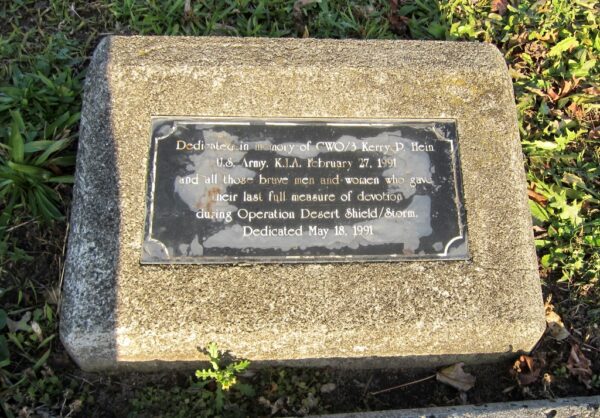 Dedicated in memory of CWO/3 Kerry P. Hein
U.S. Army, K.I.A. February 27, 1991
and all those brave men and women who gave
their last full measure of devotion
during Operation Desert Shield/Storm.
Dedicated May 18, 1991